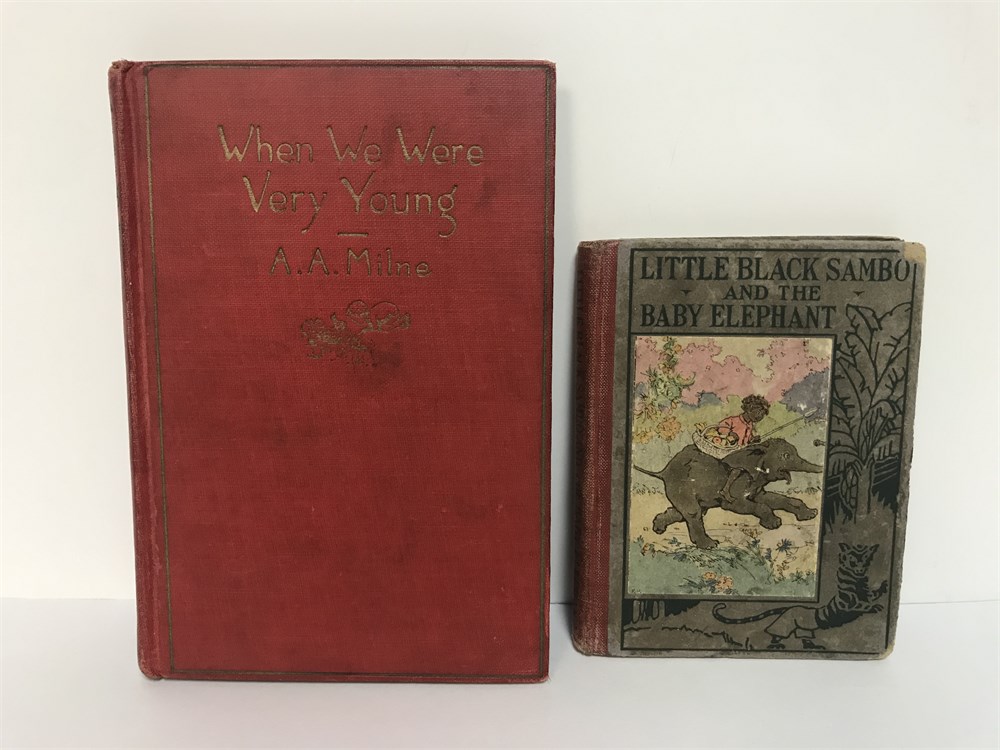 When We Were
Very Young
A.A. Milne
LITTLE BLACK SAMBO
AND THE
BABY ELEPHANT